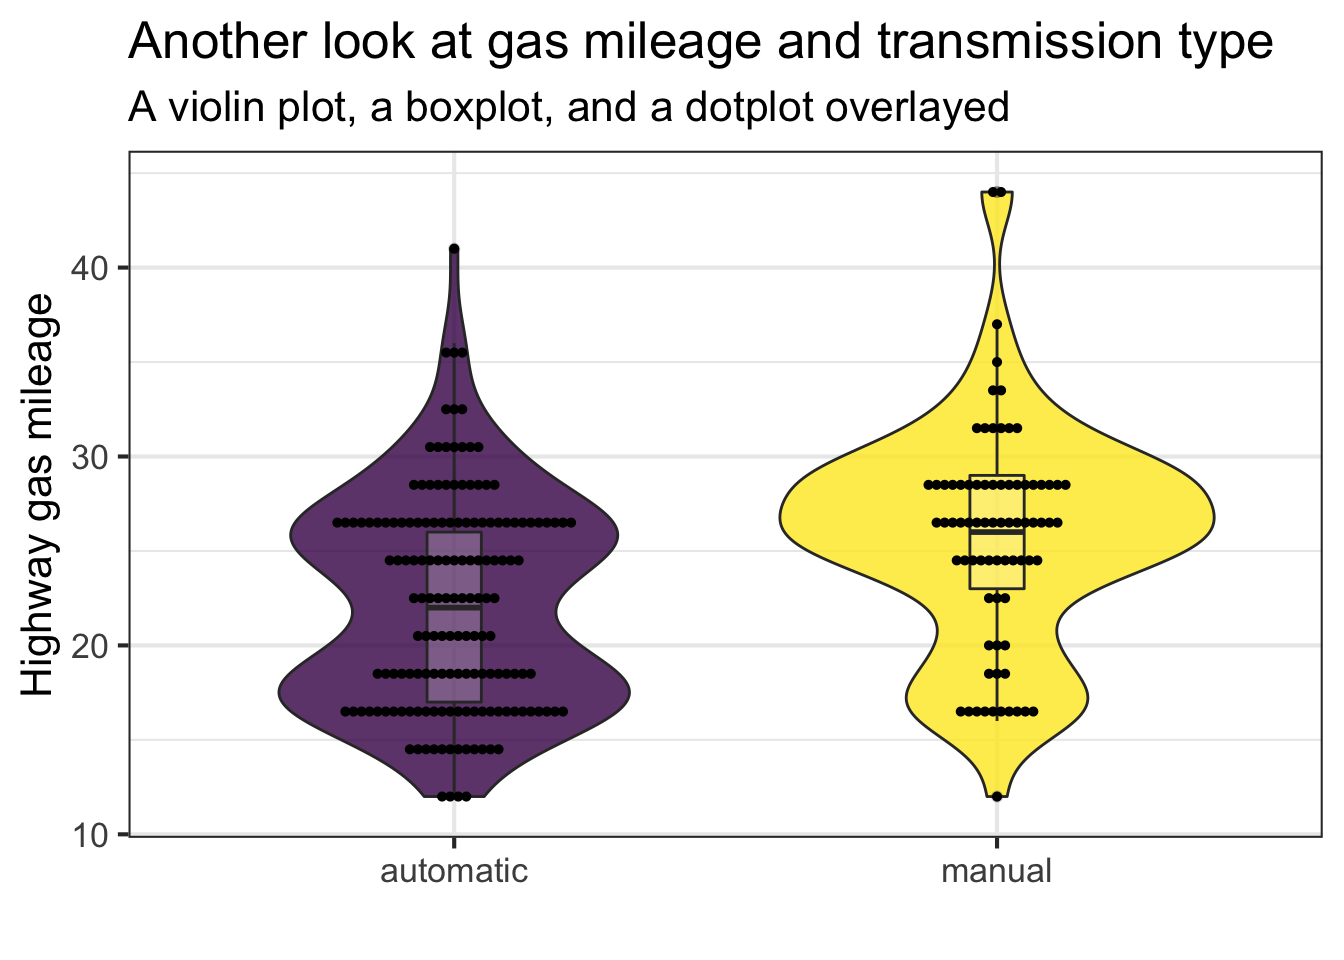 Another look at gas mileage and transmission type
A violin plot, a boxplot, and a dotplot overlayed
Highway gas mileage
40
30
20
10
automatic
manual